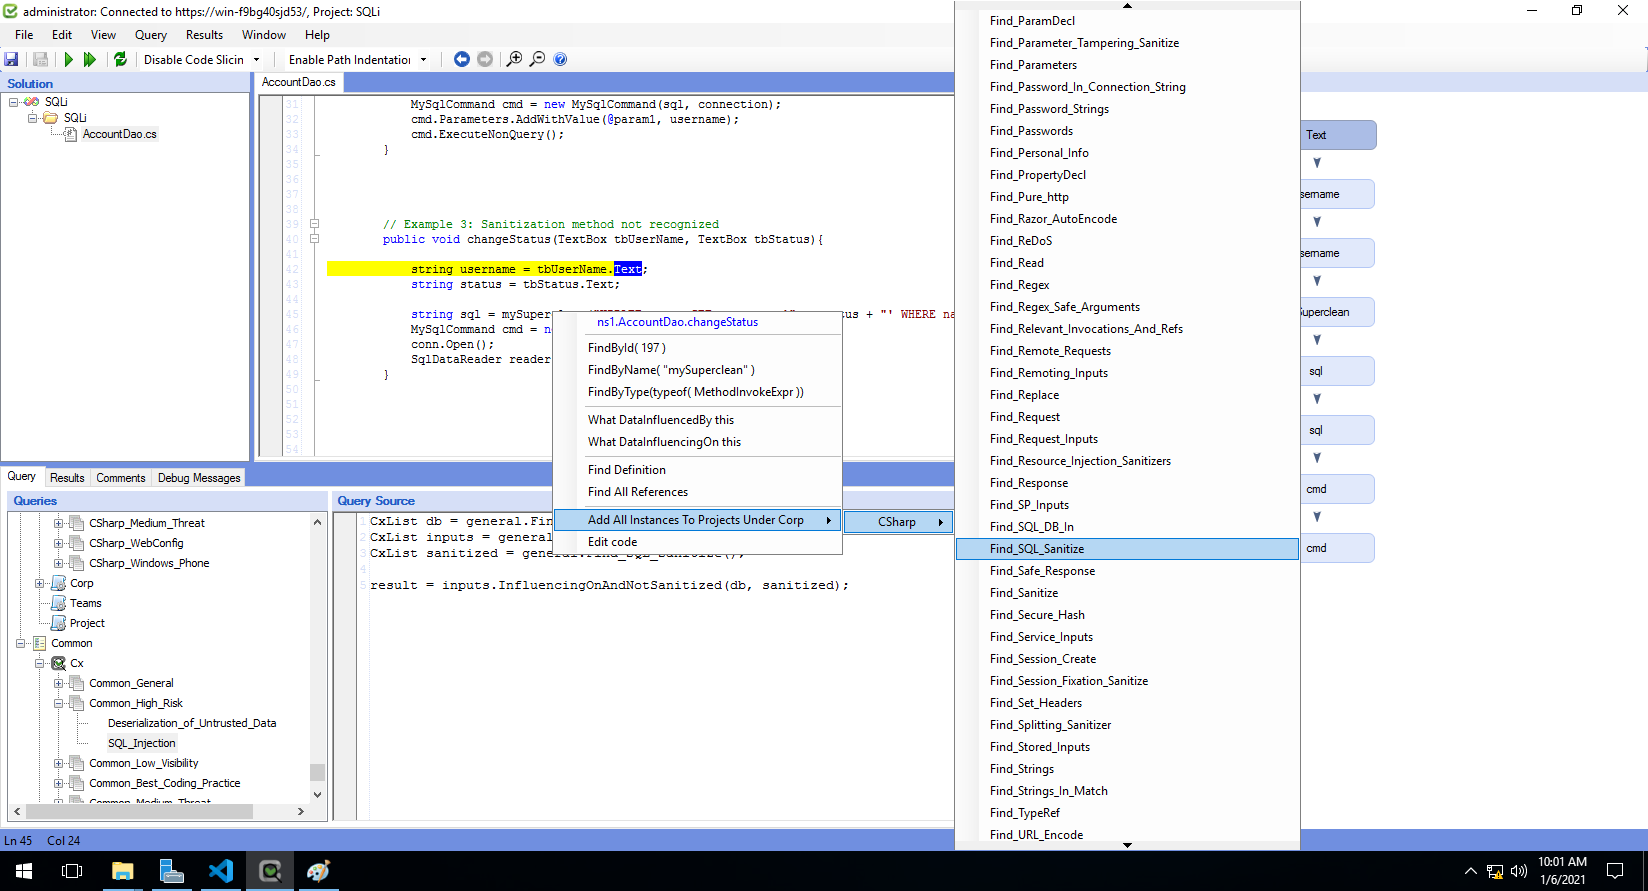 administrator: Connected to https://win-f9bg40sjd53/, Project: SQLi
File Edit View Query Results Window Help
Disable Code Slicin Enable Path Indentation
Solution
SQLi
SQLi
AccountDao.cs
AccountDao.cs
31 MySqlCommand cmd = new MySqlCommand(sql, connection);
32 cmd.Parameters.AddWithValue(@param1, username);
33 cmd.ExecuteNonQuery();
34 }
35
36
37
38
39 // Example 3: Sanitization method not recognized
40 public void changeStatus(TextBox tbUserName, TextBox tbStatus){
41
42 string username = tbUserName.Text;
43 string status = tbStatus.Text;
44
45 string sql = mySuperc
+ "' WHERE na
46 MySqlCommand cmd = n
47 conn.Open();
48 SqlDataReader reader
49 }
50
51
52
53
54
ns1.AccountDao.changeStatus
FindById( 197 )
FindByName( "mySuperclean" )
FindByType(typeof( MethodInvokeExpr ))
What DataInfluencedBy this
What DataInfluencingOn this
Find Definition
Find All References
Add All Instances To Projects Under Corp
Edit code
CSharp
Find_ParamDecl
Find_Parameter_Tampering_Sanitize
Find_Parameters
Find_Password_In_Connection_String
Find_Password_Strings
Find_Passwords
Find_Personal_Info
Find_PropertyDecl
Find_Pure_http
Find_Razor_AutoEncode
Find_ReDoS
Find_Read
Find_Regex
Find_Regex_Safe_Arguments
Find_Relevant_Invocations_And_Refs
Find_Remote_Requests
Find_Remoting_Inputs
Find_Replace
Find_Request
Find_Request_Inputs
Find_Resource_Injection_Sanitizers
Find_Response
Find_SP_Inputs
Find_SQL_DB_In
Find_SQL_Sanitize
Find_Safe_Response
Find_Sanitize
Find_Secure_Hash
Find_Service_Inputs
Find_Session_Create
Find_Session_Fixation_Sanitize
Find_Set_Headers
Find_Splitting_Sanitizer
Find_Stored_Inputs
Find_Strings
Find_Strings_In_Match
Find_TypeRef
Find_URL_Encode
Text
sername
sername
Superclean
sql
sql
cmd
cmd
Query Results Comments Debug Messages
Queries
CSharp_Medium_Threat
CSharp_WebConfig
CSharp_Windows_Phone
Corp
Teams
Project
Common
Cx
Common_General
Common_High_Risk
Deserialization_of_Untrusted_Data
SQL_Injection
Common_Low_Visibility
Common_Best_Coding_Practice
Common_Medium_Threat
Query Source
1 CxList db = general.Fin
2 CxList inputs = general
3 CxList sanitized = general.Find_SQL_Sanitize();
4
5 result = inputs.InfluencingOnAndNotSanitized(db, sanitized);
Ln 45 Col 24
10:01 AM
1/6/2021